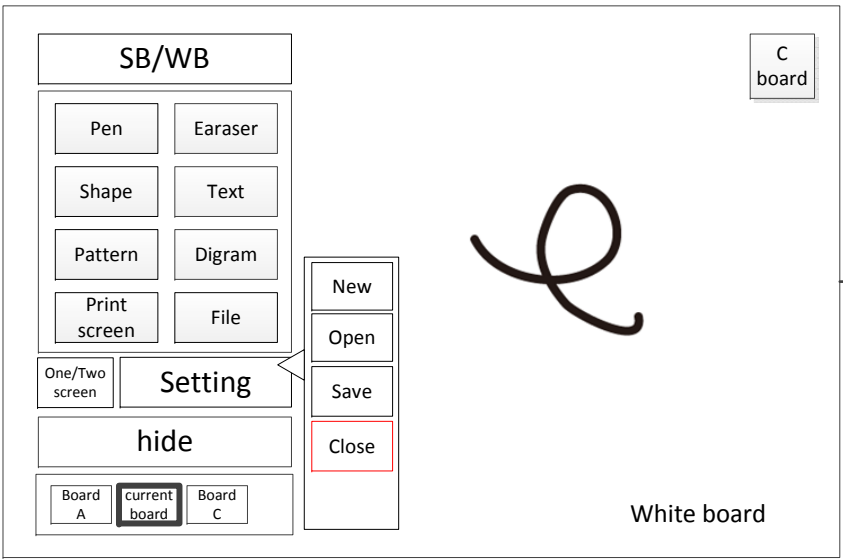 SB/WB
C
board
Pen
Earaser
Shape
Text
Pattern
Digram
Print
screen
File
New
Open
Save
Close
One/Two
screen
Setting
hide
Board
A
current
board
Board
C
White board